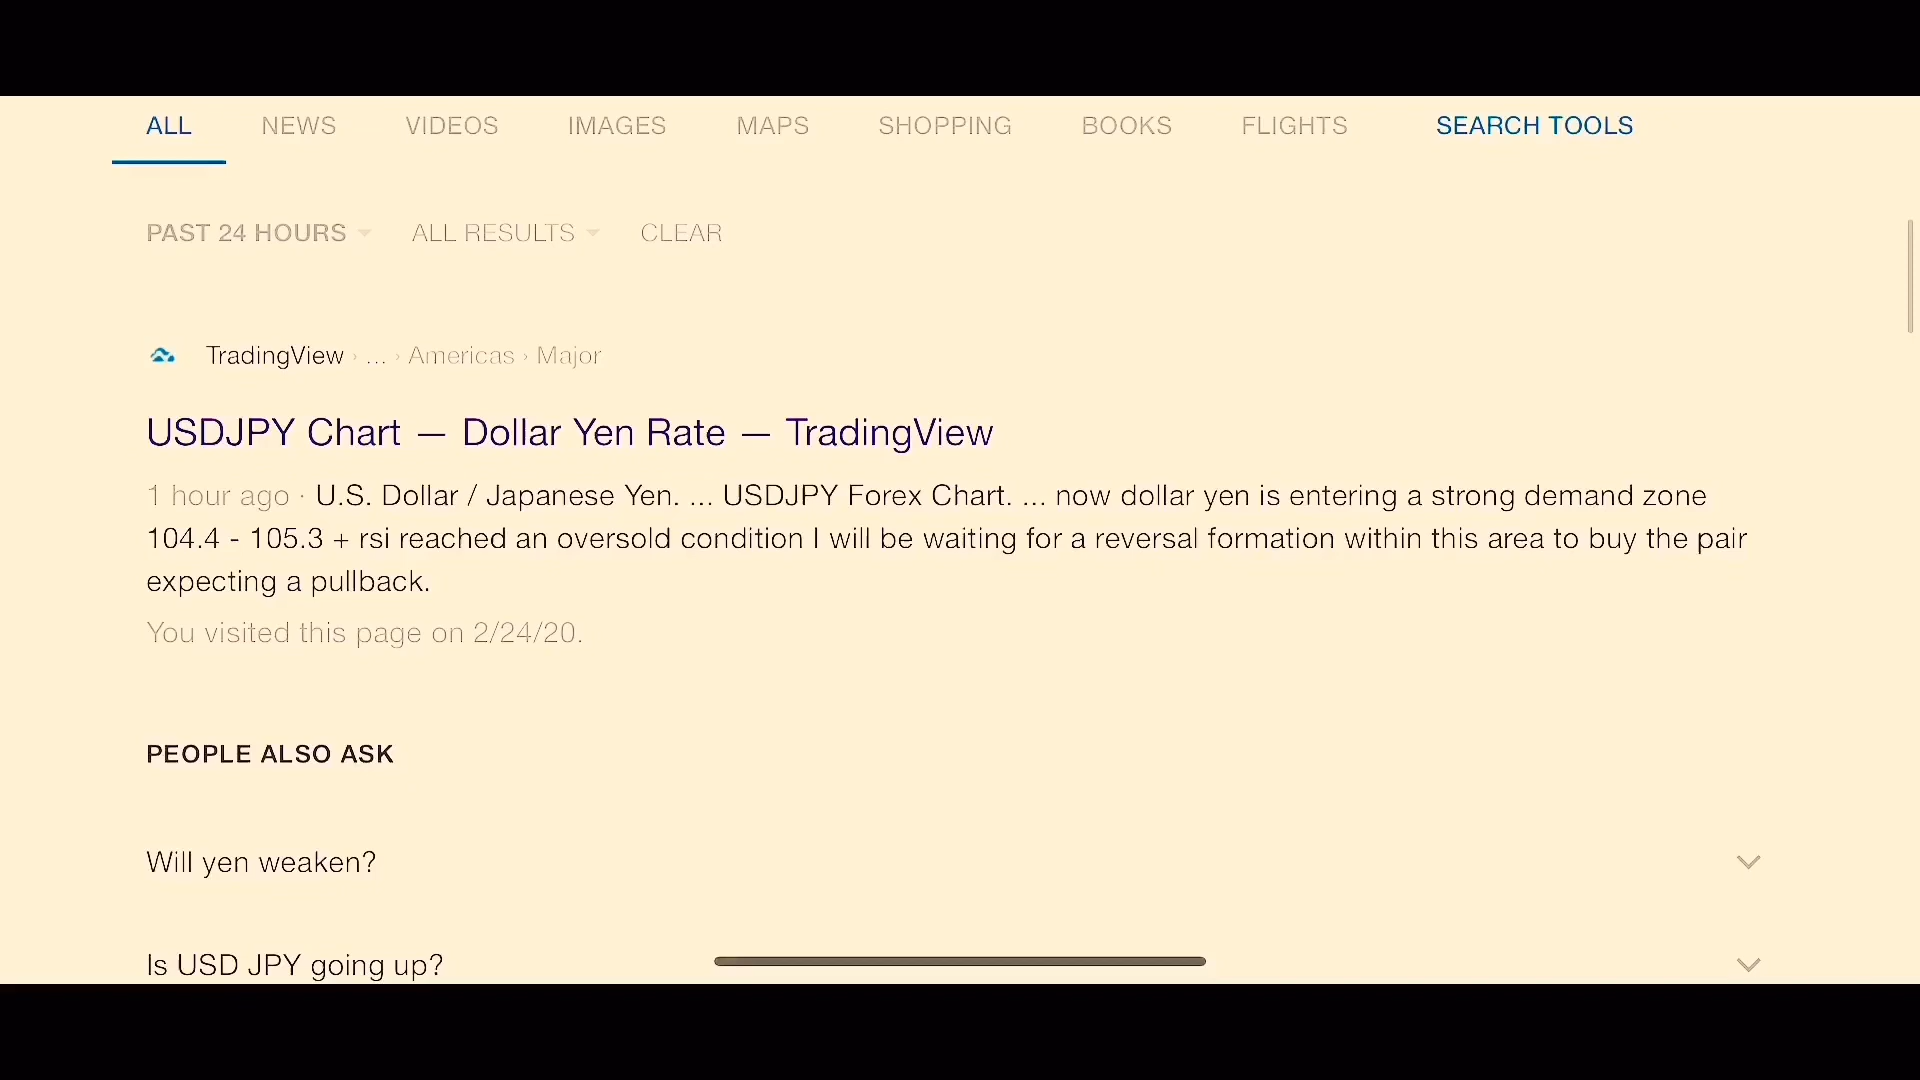 ALL NEWS VIDEOS IMAGES MAPS SHOPPING BOOKS FLIGHTS SEARCH TOOLS
PAST 24 HOURS ALL RESULTS CLEAR
TradingView › ... › Americas › Major
USDJPY Chart — Dollar Yen Rate — TradingView
1 hour ago · U.S. Dollar / Japanese Yen. ... USDJPY Forex Chart. ... now dollar yen is entering a strong demand zone
104.4 - 105.3 + rsi reached an oversold condition I will be waiting for a reversal formation within this area to buy the pair
expecting a pullback.
You visited this page on 2/24/20.
PEOPLE ALSO ASK
Will yen weaken?
Is USD JPY going up?